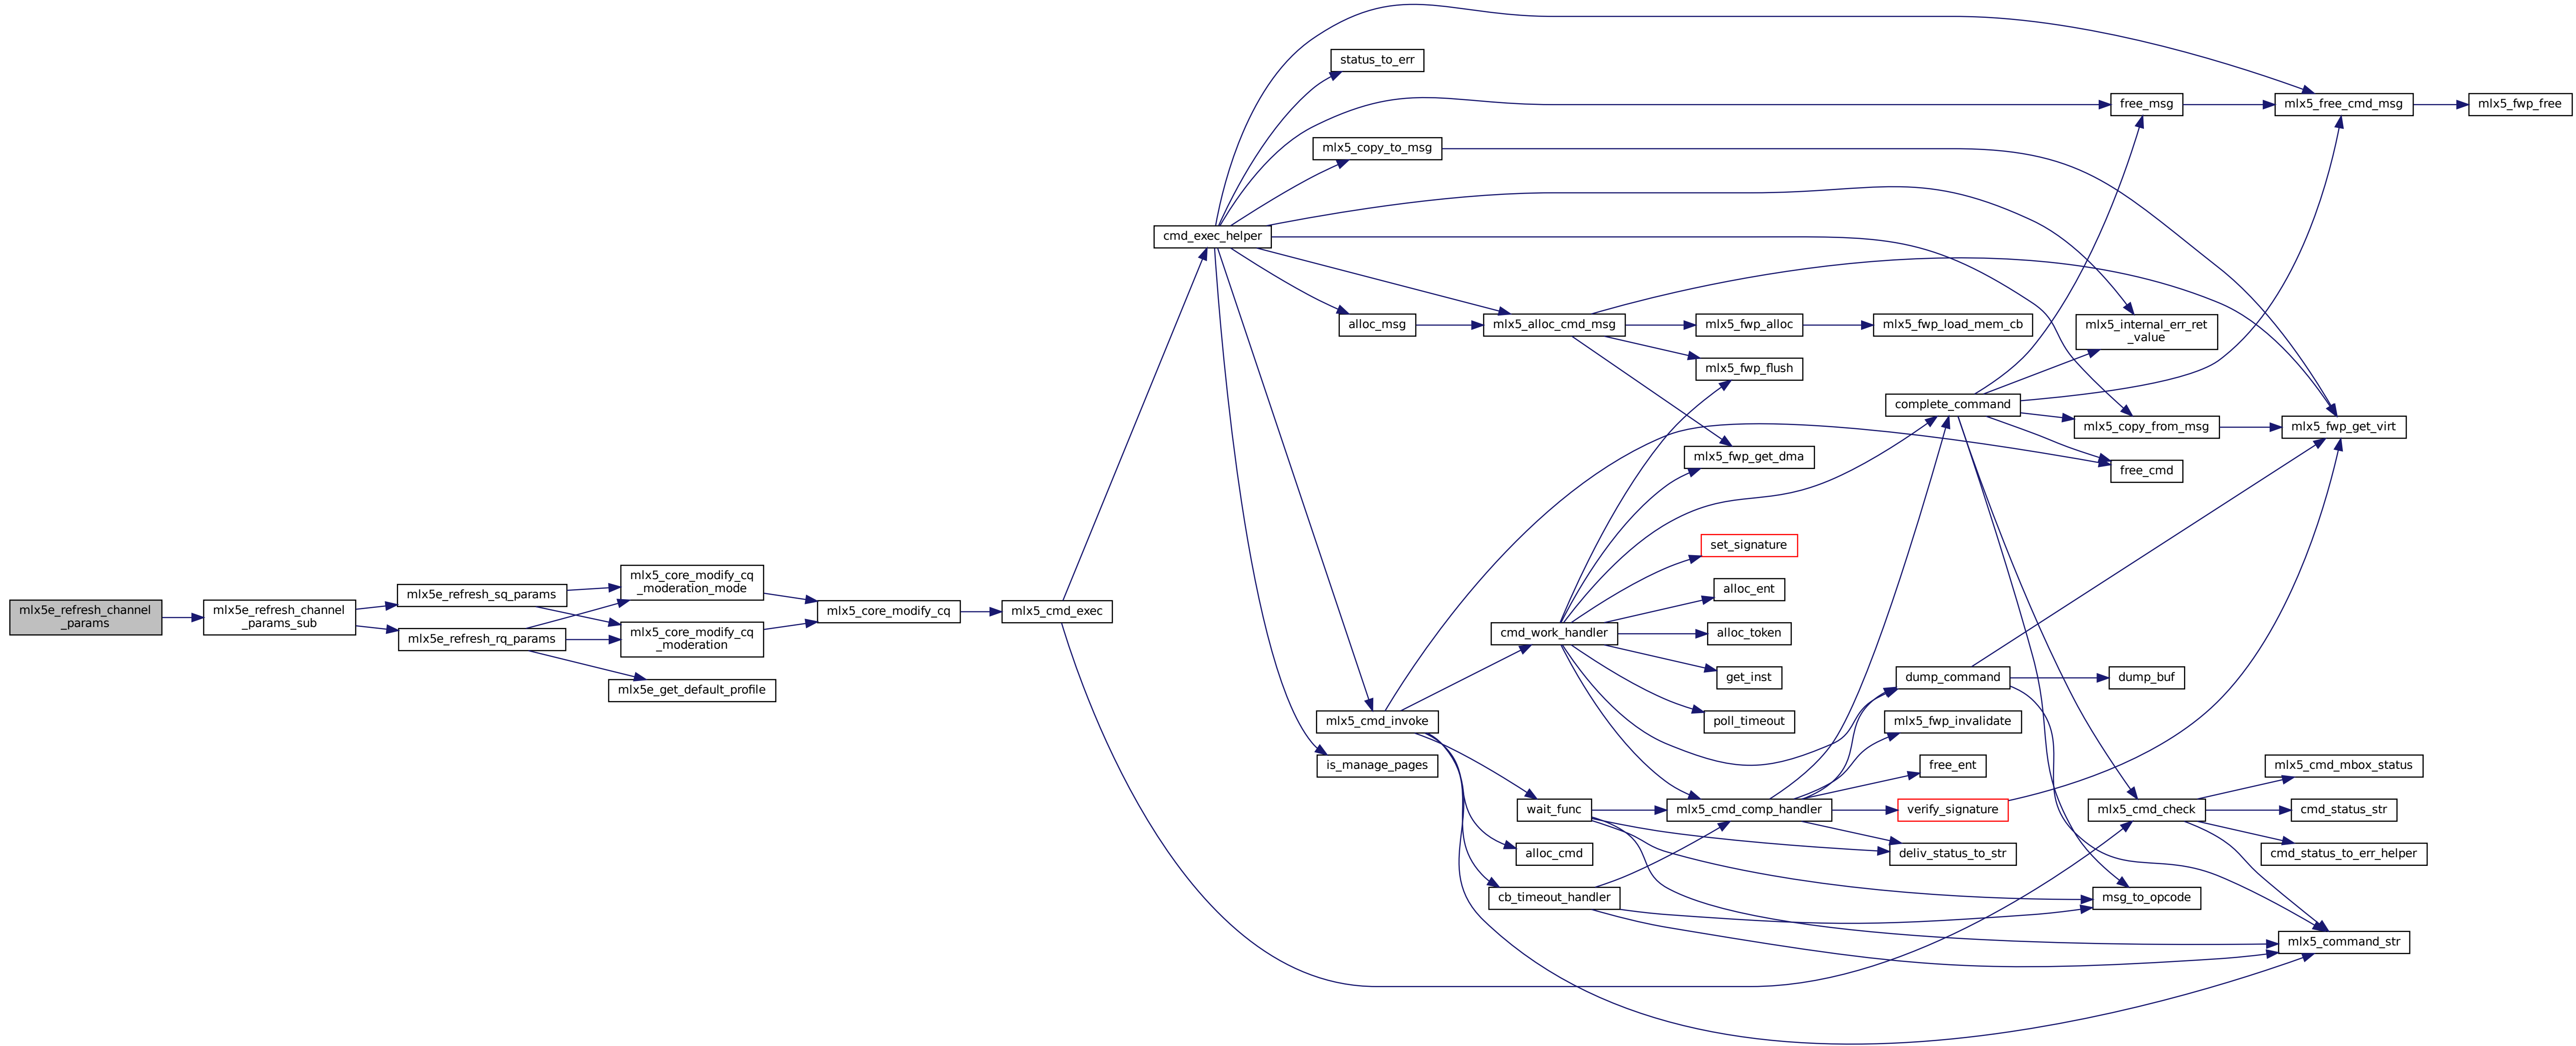 mlx5e_refresh_channel
_params
mlx5e_refresh_channel
_params_sub
mlx5e_refresh_sq_params
mlx5e_refresh_rq_params
mlx5_core_modify_cq
_moderation_mode
mlx5_core_modify_cq
_moderation
mlx5e_get_default_profile
mlx5_core_modify_cq
mlx5_cmd_exec
cmd_exec_helper
status_to_err
mlx5_copy_to_msg
alloc_msg
mlx5_cmd_invoke
is_manage_pages
mlx5_alloc_cmd_msg
cmd_work_handler
wait_func
alloc_cmd
cb_timeout_handler
mlx5_fwp_alloc
mlx5_fwp_flush
mlx5_fwp_get_dma
set_signature
alloc_ent
alloc_token
get_inst
poll_timeout
mlx5_cmd_comp_handler
mlx5_fwp_load_mem_cb
complete_command
dump_command
mlx5_fwp_invalidate
free_ent
verify_signature
deliv_status_to_str
free_msg
mlx5_internal_err_ret
_value
mlx5_copy_from_msg
free_cmd
dump_buf
mlx5_cmd_check
msg_to_opcode
mlx5_free_cmd_msg
mlx5_fwp_get_virt
mlx5_cmd_mbox_status
cmd_status_str
cmd_status_to_err_helper
mlx5_command_str
mlx5_fwp_free